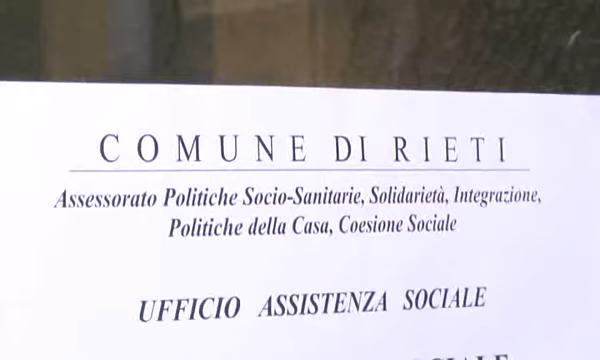 COMUNE DI RIETI
Assessorato Politiche Socio-Sanitarie, Solidarietà, Integrazione,
Politiche della Casa, Coesione Sociale
UFFICIO ASSISTENZA SOCIALE